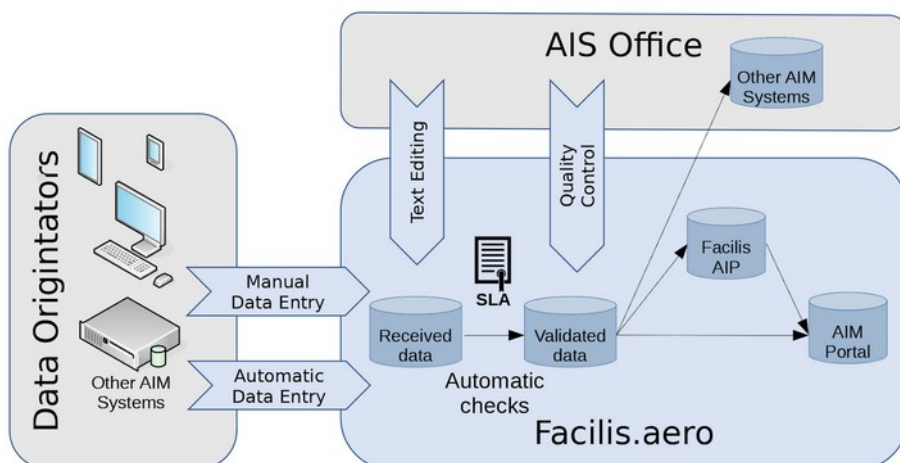 AIS Office
Other AIM
Systems
Text Editing
Quality
Control
Data Origintators
Manual
Data Entry
Automatic
Data Entry
Other AIM
Systems
SLA
Received
data
Automatic
checks
Validated
data
Facilis
AIP
AIM
Portal
Facilis.aero